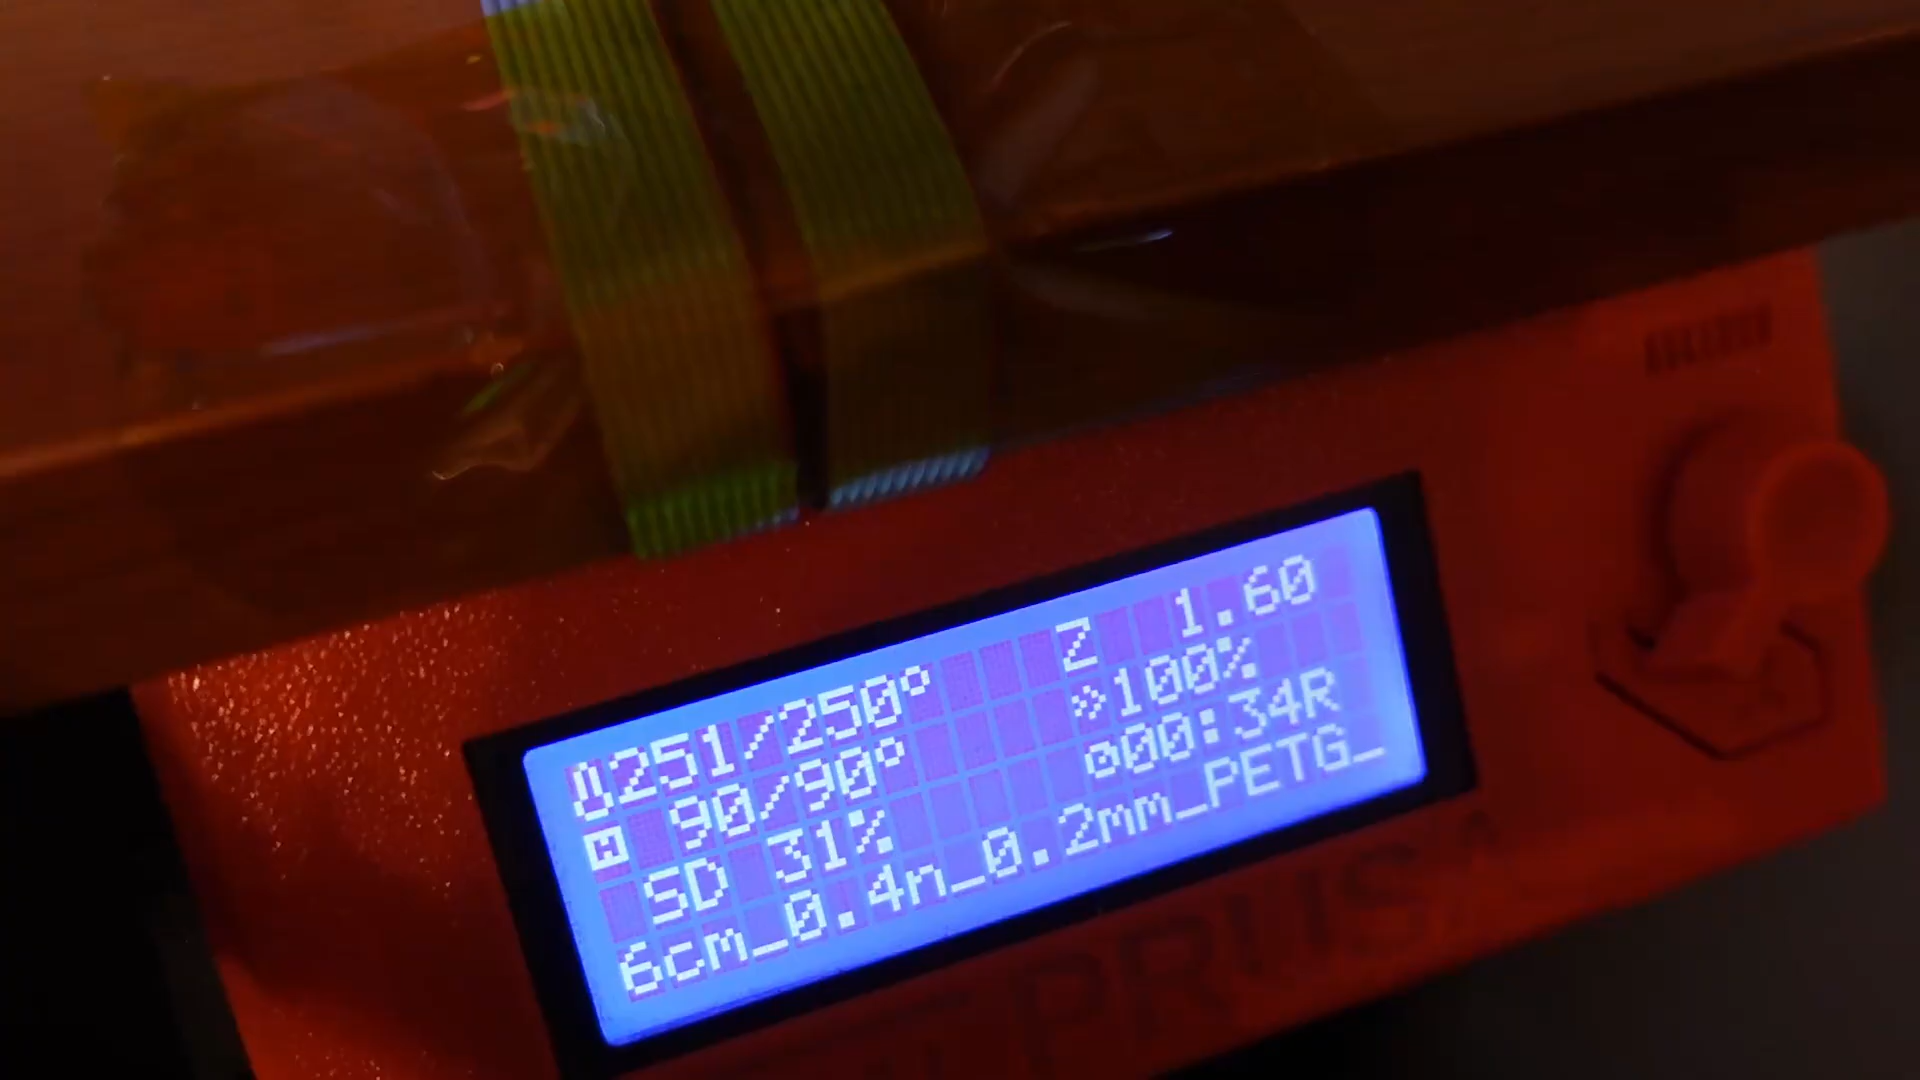 251/250° Z 1.60
90/90° 100%
SD 31% 00:34R
6cm_0.4n_0.2mm_PETG_
PRUSA